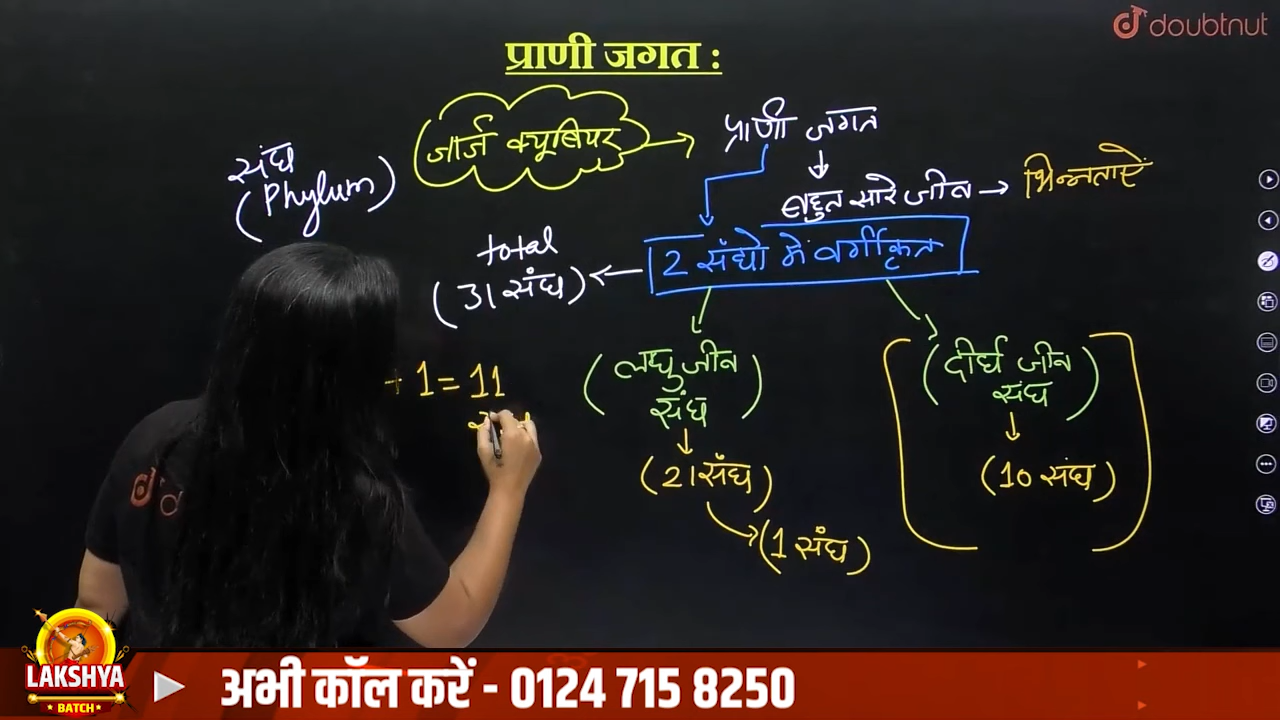 doubtnut
प्राणी जगत :
जॉर्ज क्यूबियर → प्राणी जगत
संघ
(Phylum)
बहुत सारे जीव → भिन्नताऐं
2 संघो में वर्गीकृत
total
(31 संघ)
(लघु जीव
संघ)
(दीर्घ जीव
संघ)
+ 1 = 11
(21 संघ)
(10 संघ)
(1 संघ)
LAKSHYA
BATCH
अभी कॉल करें - 0124 715 8250